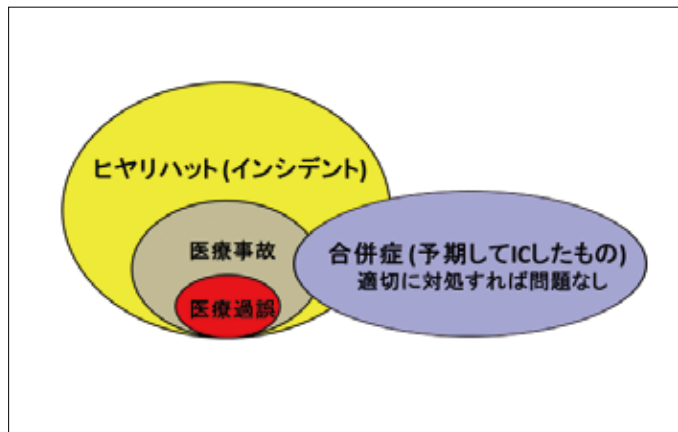 ヒヤリハット(インシデント)
医療事故
医療過誤
合併症(予期してICしたもの)
適切に対処すれば問題なし